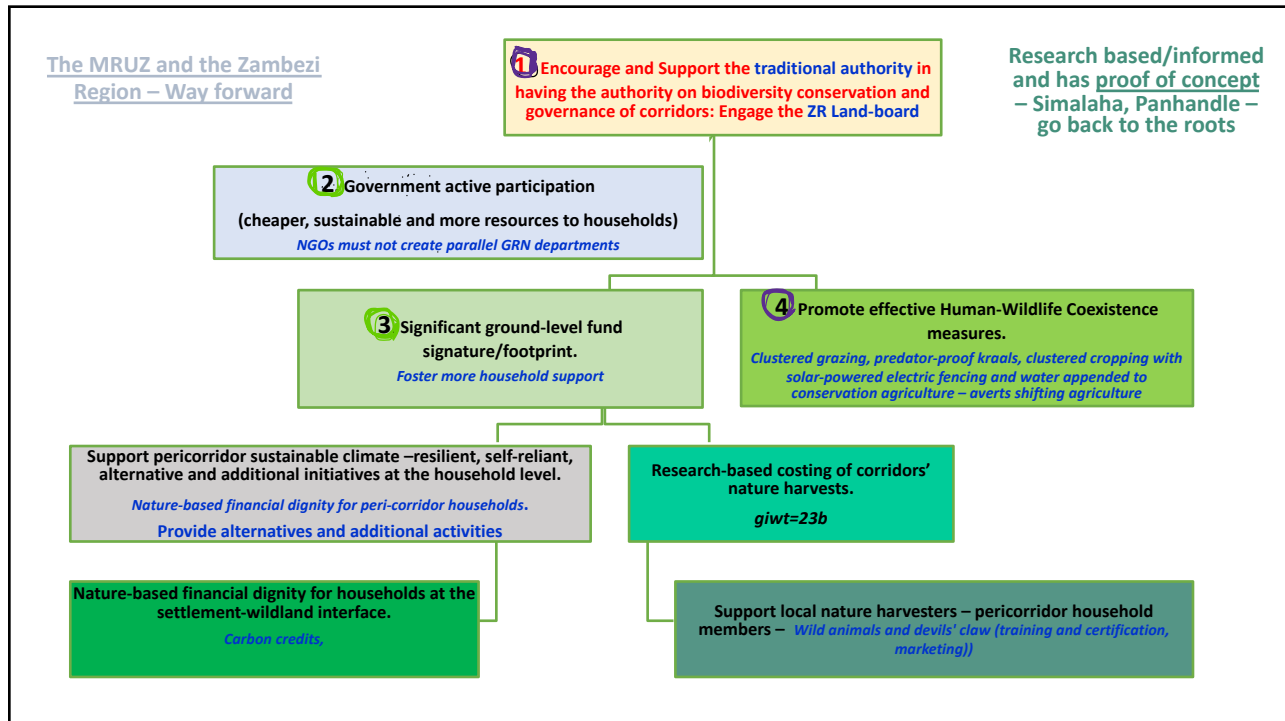 The MRUZ and the Zambezi
Region – Way forward
1. Encourage and Support the traditional authority in
having the authority on biodiversity conservation and
governance of corridors: Engage the ZR Land-board
Research based/informed
and has proof of concept
– Simalaha, Panhandle –
go back to the roots
2. Government active participation
(cheaper, sustainable and more resources to households)
NGOs must not create parallel GRN departments
3. Significant ground-level fund
signature/footprint.
Foster more household support
4. Promote effective Human-Wildlife Coexistence
measures.
Clustered grazing, predator-proof kraals, clustered cropping with
solar-powered electric fencing and water appended to
conservation agriculture – averts shifting agriculture
Support pericorridor sustainable climate –resilient, self-reliant,
alternative and additional initiatives at the household level.
Nature-based financial dignity for peri-corridor households.
Provide alternatives and additional activities
Research-based costing of corridors’
nature harvests.
giwt=23b
Nature-based financial dignity for households at the
settlement-wildland interface.
Carbon credits,
Support local nature harvesters – pericorridor household
members – Wild animals and devils' claw (training and certification,
marketing))